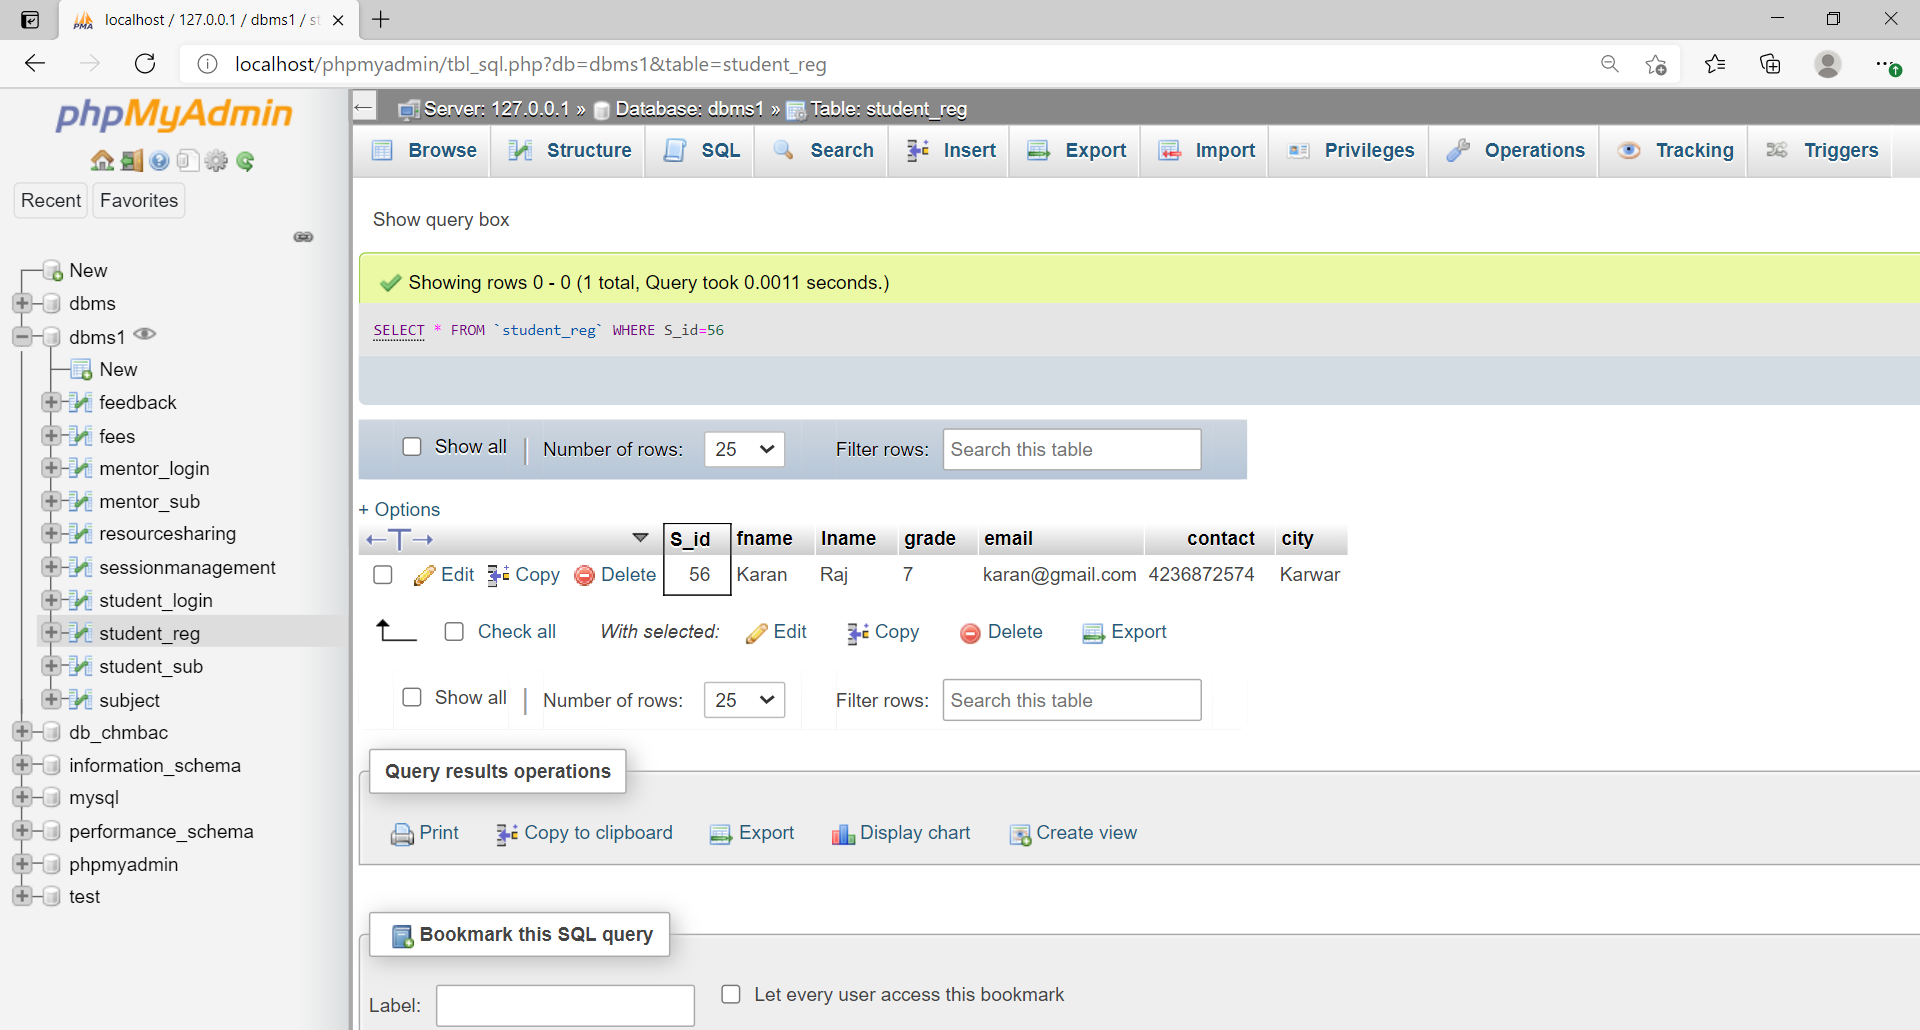 localhost / 127.0.0.1 / dbms1 / st
localhost/phpmyadmin/tbl_sql.php?db=dbms1&table=student_reg
phpMyAdmin
Recent
Favorites
New
dbms
dbms1
New
feedback
fees
mentor_login
mentor_sub
resourcesharing
sessionmanagement
student_login
student_reg
student_sub
subject
db_chmbac
information_schema
mysql
performance_schema
phpmyadmin
test
Server: 127.0.0.1 » Database: dbms1 » Table: student_reg
Browse Structure SQL Search Insert Export Import Privileges Operations Tracking Triggers
Show query box
Showing rows 0 - 0 (1 total, Query took 0.0011 seconds.)
SELECT * FROM `student_reg` WHERE S_id=56
Show all | Number of rows: 25 Filter rows: Search this table
+ Options
←T→ S_id fname lname grade email contact city
Edit Copy Delete 56 Karan Raj 7 karan@gmail.com 4236872574 Karwar
Check all With selected: Edit Copy Delete Export
Show all | Number of rows: 25 Filter rows: Search this table
Query results operations
Print Copy to clipboard Export Display chart Create view
Bookmark this SQL query
Label: Let every user access this bookmark